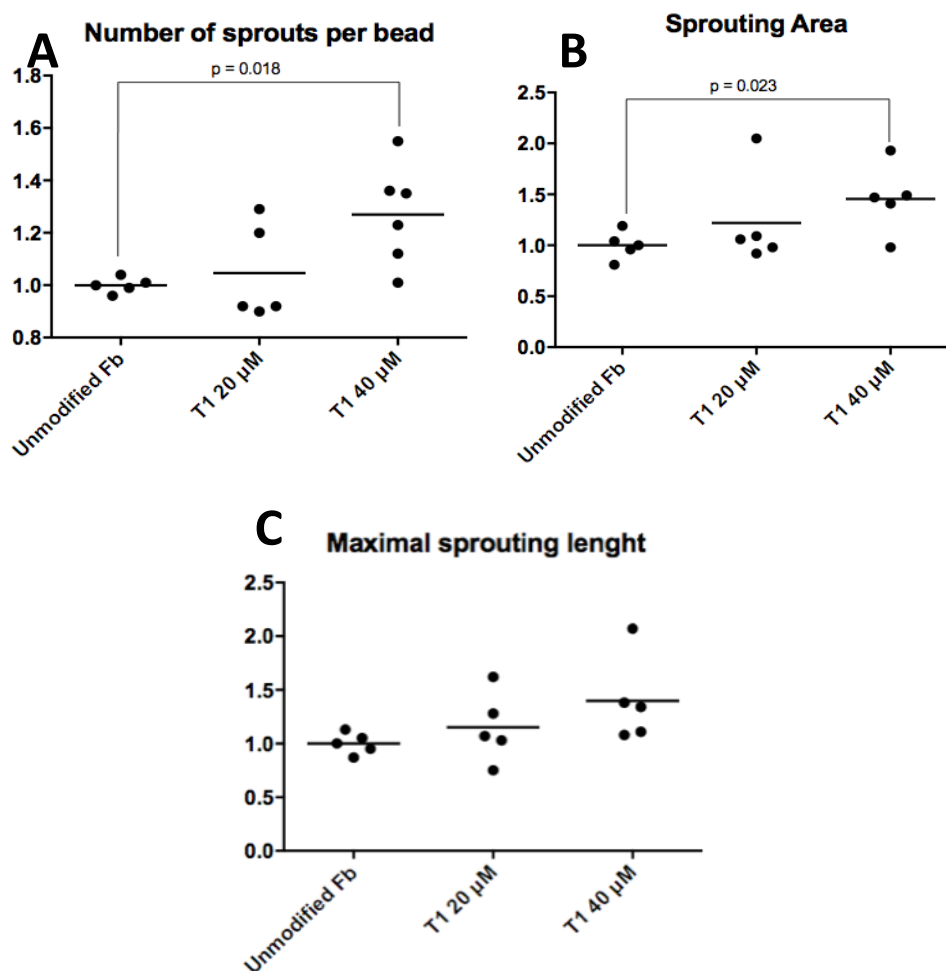 A
Number of sprouts per bead
p = 0.018
1.8
1.6
1.4
1.2
1.0
0.8
Unmodified Fb
T1 20 µM
T1 40 µM
B
Sprouting Area
p = 0.023
2.5
2.0
1.5
1.0
0.5
0.0
Unmodified Fb
T1 20 µM
T1 40 µM
C
Maximal sprouting lenght
2.5
2.0
1.5
1.0
0.5
0.0
Unmodified Fb
T1 20 µM
T1 40 µM